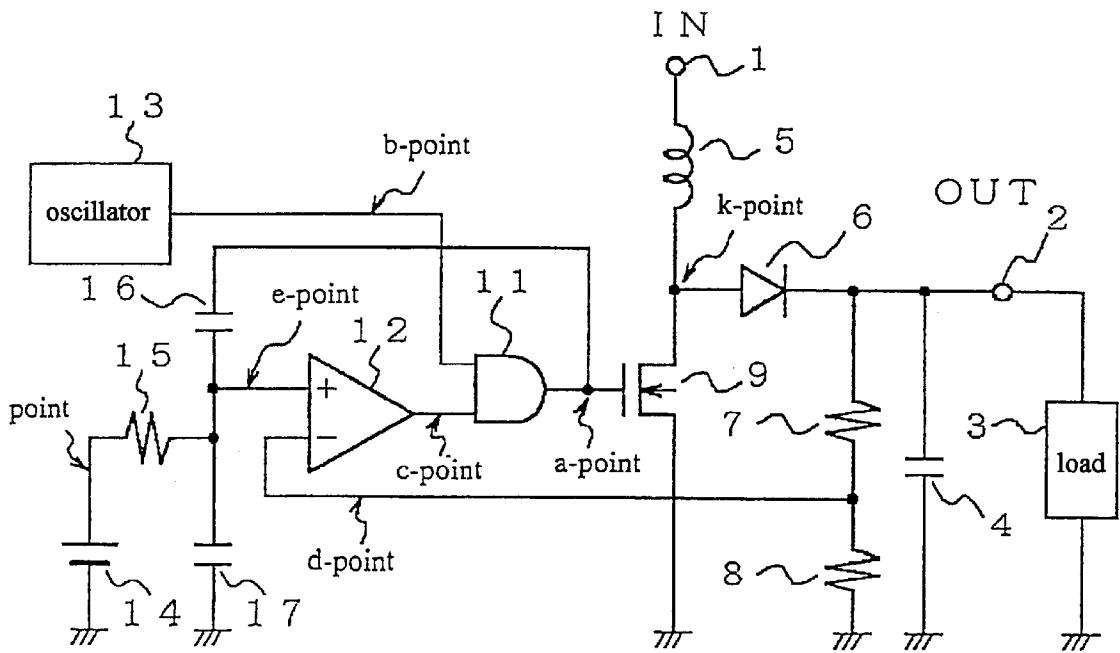 IN
1
13
b-point
5
oscillator
OUT
k-point
6
2
16
e-point
11
12
15
9
point
7
3
load
c-point
a-point
4
d-point
8
14
17